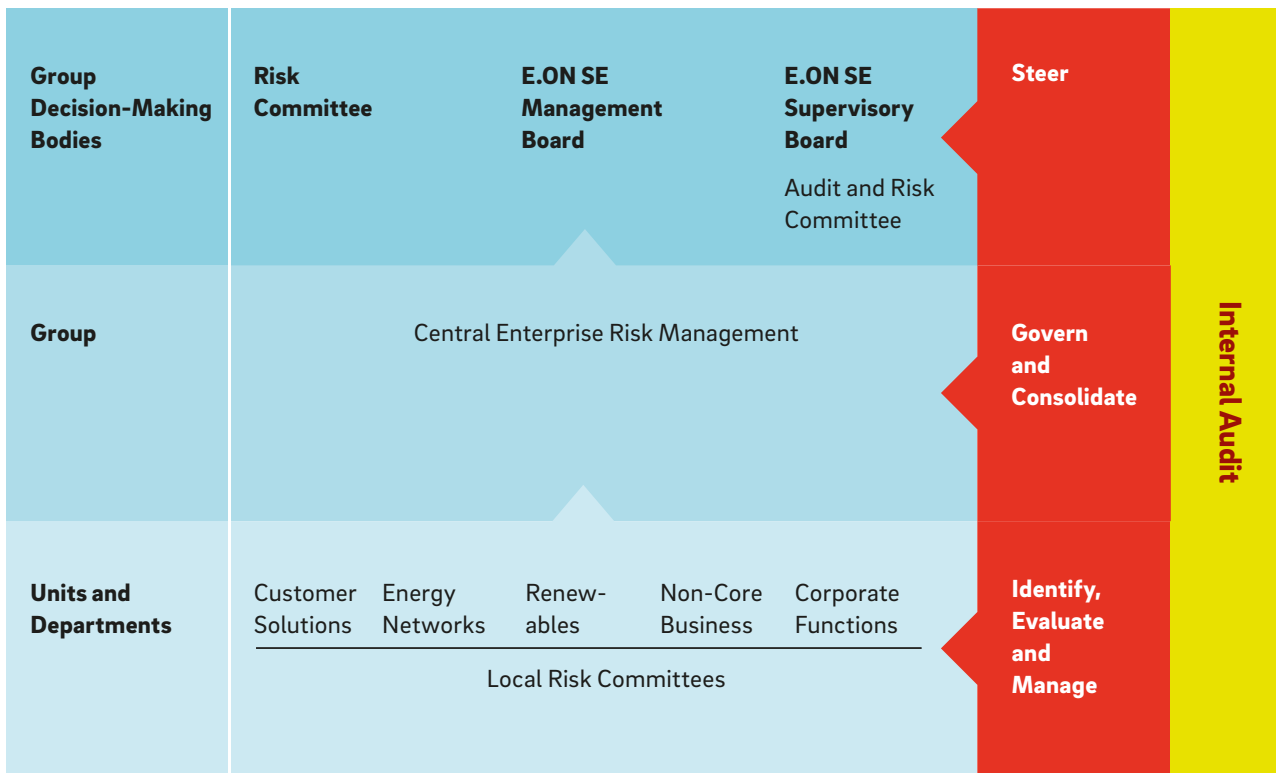 Group
Decision-Making
Bodies
Risk
Committee
E.ON SE
Management
Board
E.ON SE
Supervisory
Board
Audit and Risk
Committee
Steer
Group
Central Enterprise Risk Management
Govern
and
Consolidate
Units and
Departments
Customer
Solutions
Energy
Networks
Renew-
ables
Non-Core
Business
Corporate
Functions
Local Risk Committees
Identify,
Evaluate
and
Manage
Internal Audit